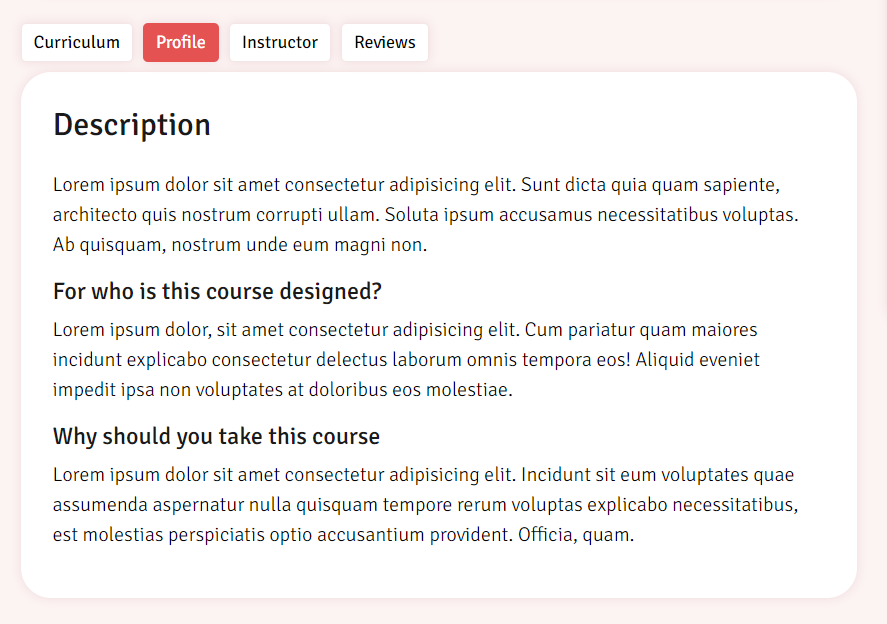 Curriculum Profile Instructor Reviews
Description
Lorem ipsum dolor sit amet consectetur adipisicing elit. Sunt dicta quia quam sapiente,
architecto quis nostrum corrupti ullam. Soluta ipsum accusamus necessitatibus voluptas.
Ab quisquam, nostrum unde eum magni non.
For who is this course designed?
Lorem ipsum dolor, sit amet consectetur adipisicing elit. Cum pariatur quam maiores
incidunt explicabo consectetur delectus laborum omnis tempora eos! Aliquid eveniet
impedit ipsa non voluptates at doloribus eos molestiae.
Why should you take this course
Lorem ipsum dolor sit amet consectetur adipisicing elit. Incidunt sit eum voluptates quae
assumenda aspernatur nulla quisquam tempore rerum voluptas explicabo necessitatibus,
est molestias perspiciatis optio accusantium provident. Officia, quam.